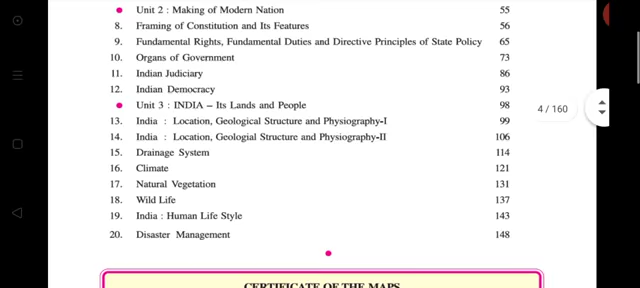 Unit 2 : Making of Modern Nation 55
8. Framing of Constitution and Its Features 56
9. Fundamental Rights, Fundamental Duties and Directive Principles of State Policy 65
10. Organs of Government 73
11. Indian Judiciary 86
12. Indian Democracy 93
Unit 3 : INDIA – Its Lands and People 98
13. India : Location, Geological Structure and Physiography-I 99
4 / 160
14. India : Location, Geologial Structure and Physiography-II 106
15. Drainage System 114
16. Climate 121
17. Natural Vegetation 131
18. Wild Life 137
19. India : Human Life Style 143
20. Disaster Management 148
CERTIFICATE OF THE MAPS